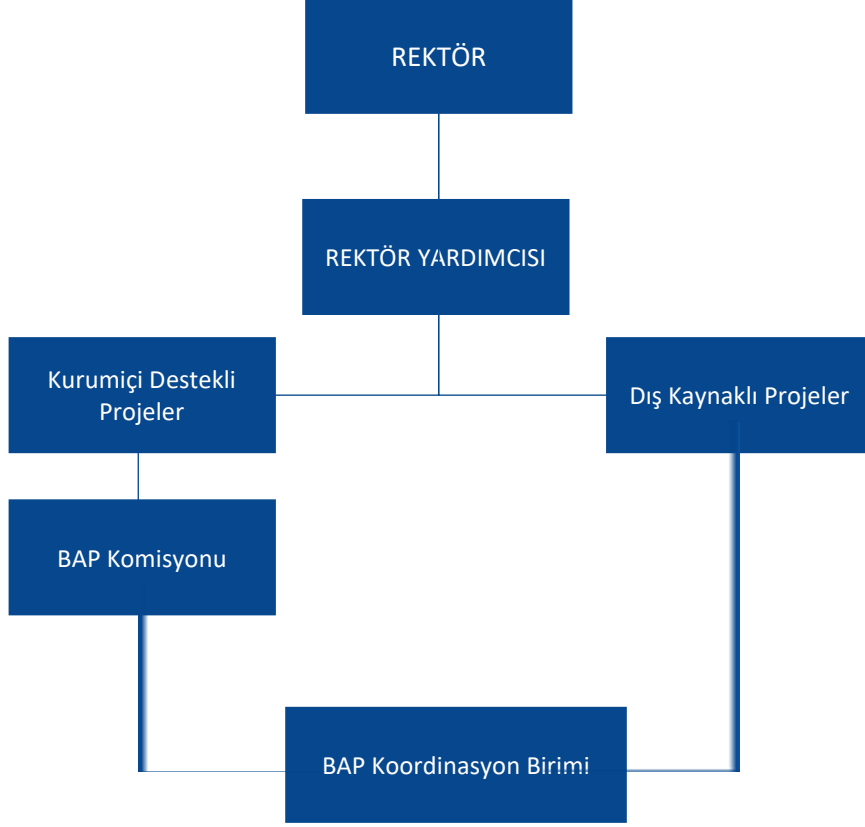 REKTÖR
REKTÖR YARDIMCISI
Kurumiçi Destekli
Projeler
Dış Kaynaklı Projeler
BAP Komisyonu
BAP Koordinasyon Birimi